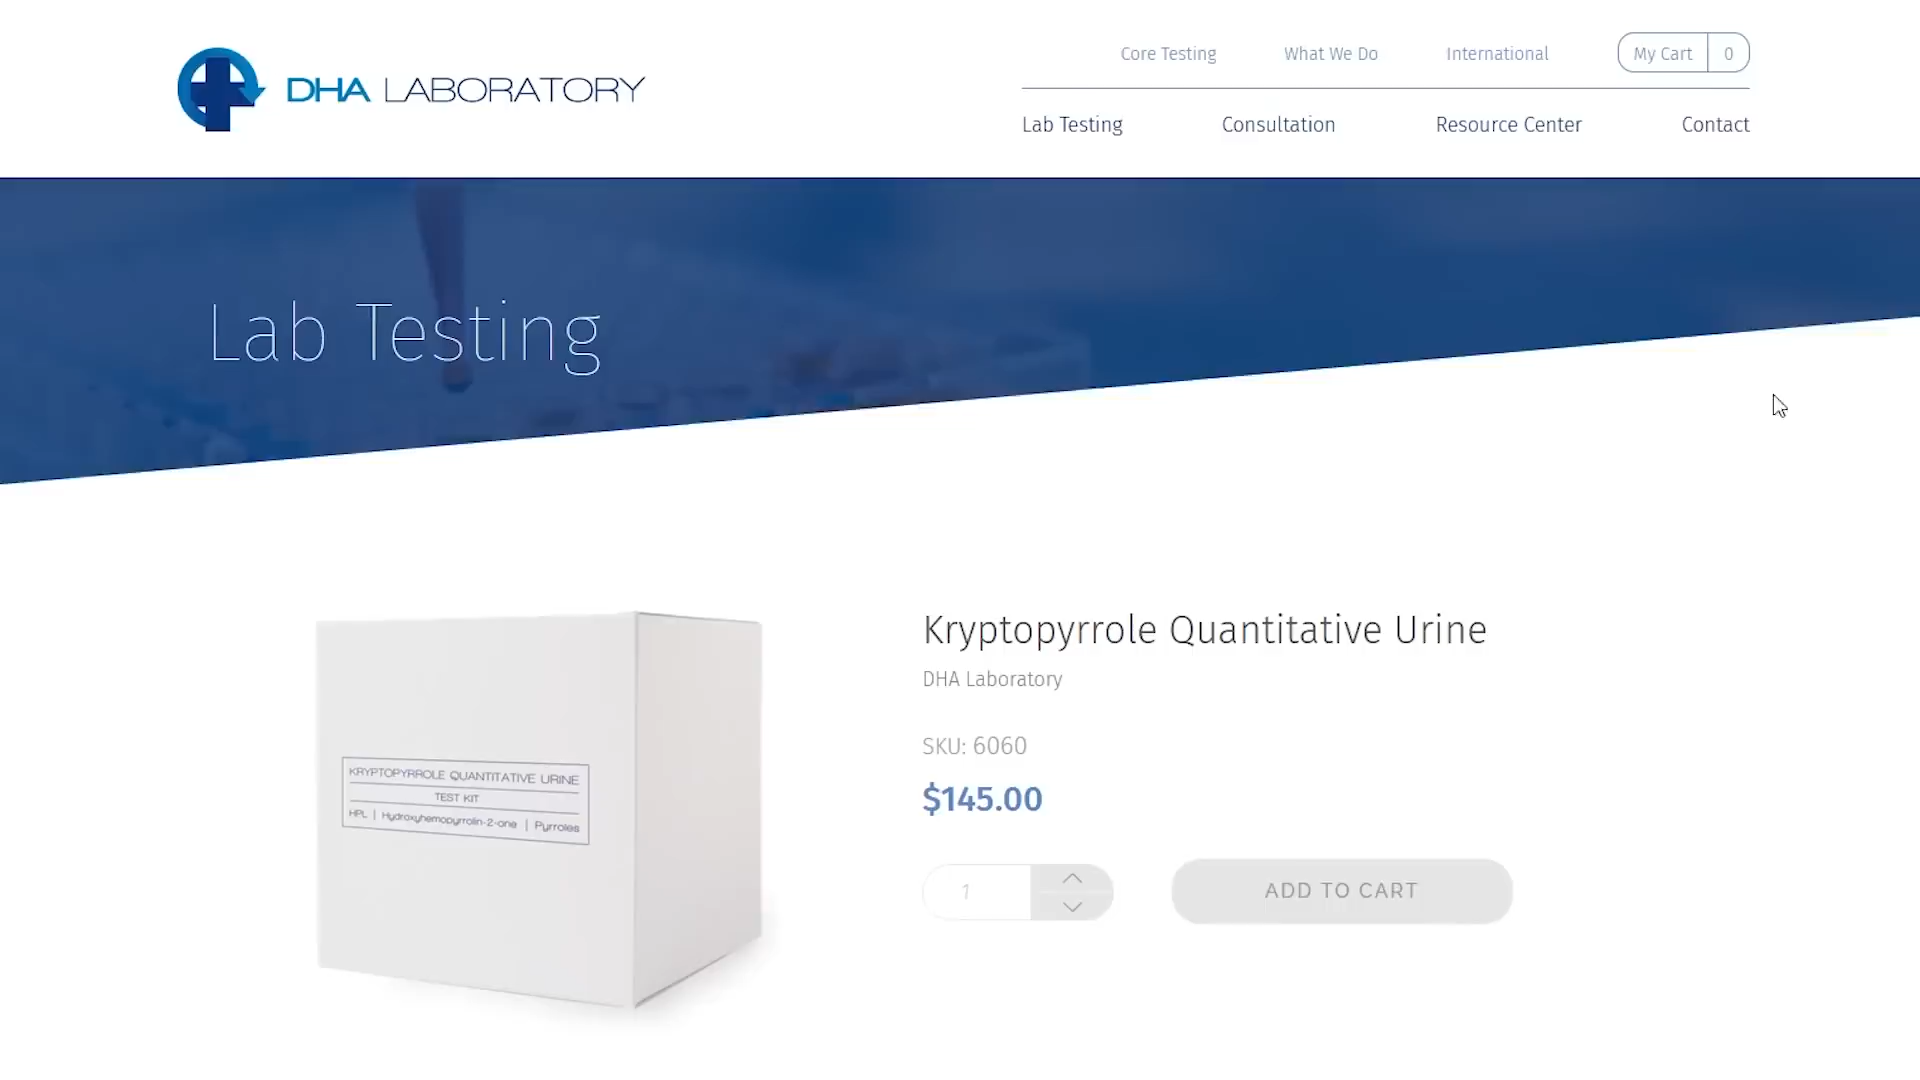 DHA LABORATORY
Core Testing
What We Do
International
My Cart 0
Lab Testing
Consultation
Resource Center
Contact
Lab Testing
KRYPTOPYRROLE QUANTITATIVE URINE
TEST KIT
HPL | Hydroxyhemopyrrolin-2-one | Pyrroles
Kryptopyrrole Quantitative Urine
DHA Laboratory
SKU: 6060
$145.00
1
ADD TO CART